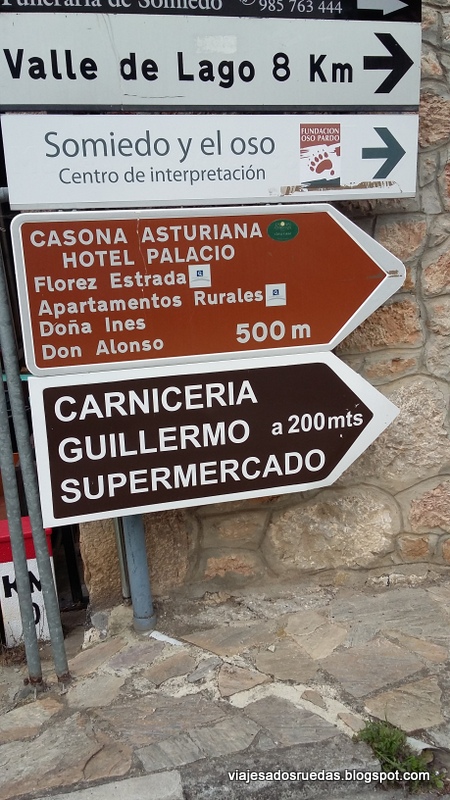 Funeraria de Somiedo 985 763 444
Valle de Lago 8 Km
Somiedo y el oso
Centro de interpretación
FUNDACION
OSO PARDO
CASONA ASTURIANA
HOTEL PALACIO
Florez Estrada
Apartamentos Rurales
Doña Ines
Don Alonso
500 m
CARNICERIA
GUILLERMO a 200 mts
SUPERMERCADO
KM
0
viajesadosruedas.blogspot.com